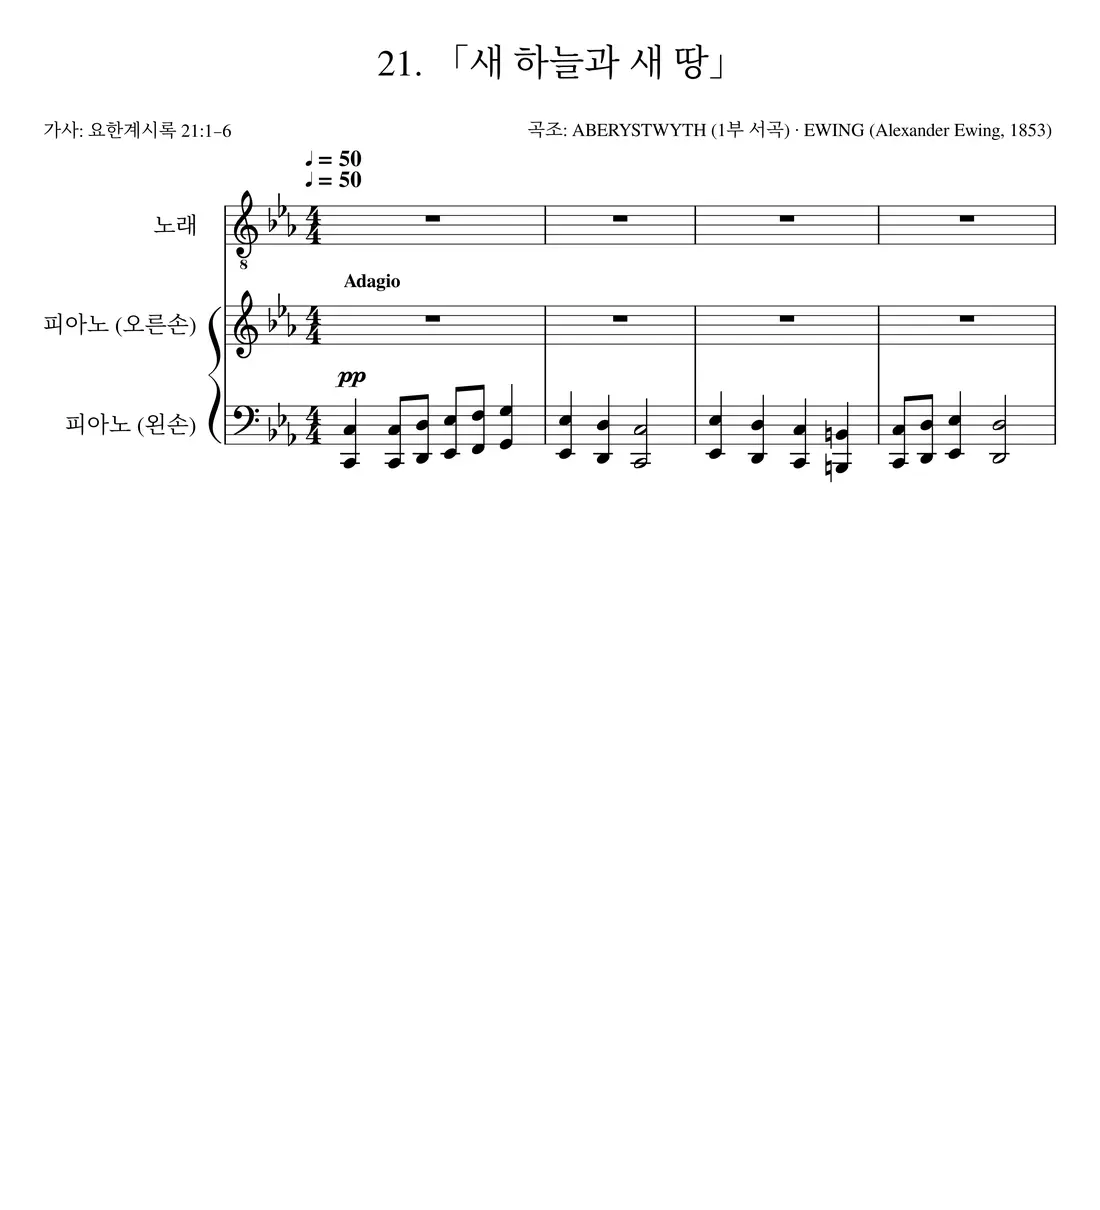 21. 「새 하늘과 새 땅」
가사: 요한계시록 21:1–6
곡조: ABERYSTWYTH (1부 서곡) · EWING (Alexander Ewing, 1853)
♩ = 50
♩ = 50
노래
8
Adagio
피아노 (오른손)
pp
피아노 (왼손)